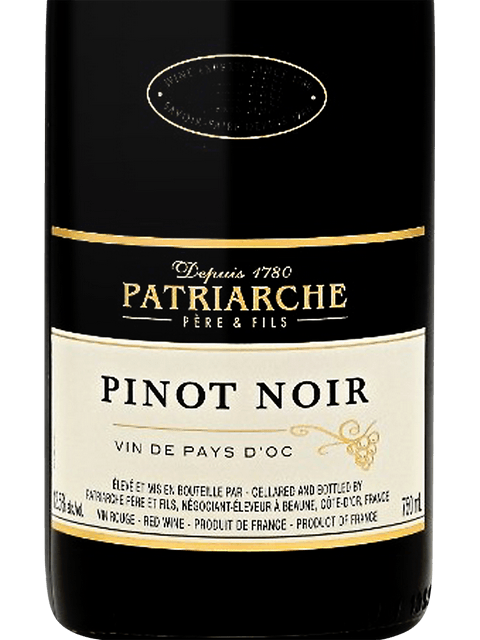 Depuis 1780
PATRIARCHE
PÈRE & FILS
PINOT NOIR
VIN DE PAYS D'OC
ÉLEVÉ ET MIS EN BOUTEILLE PAR - CELLARED AND BOTTLED BY
PATRIARCHE PÈRE ET FILS, NÉGOCIANT-ÉLEVEUR À BEAUNE, CÔTE-D'OR, FRANCE
VIN ROUGE - RED WINE - PRODUIT DE FRANCE - PRODUCT OF FRANCE
750 mL